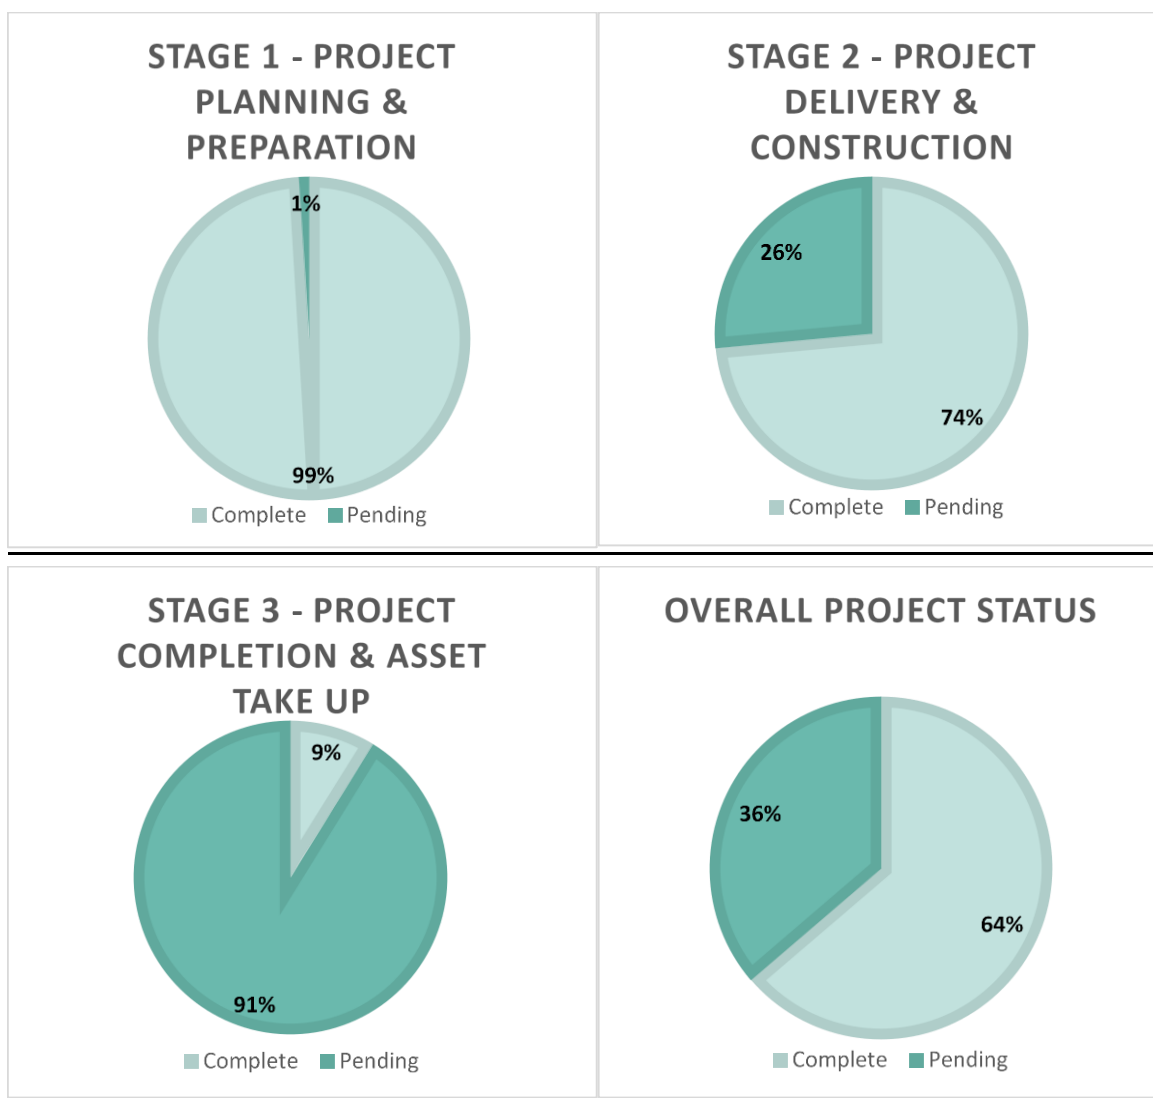 STAGE 1 - PROJECT
PLANNING &
PREPARATION
1%
99%
Complete Pending
STAGE 2 - PROJECT
DELIVERY &
CONSTRUCTION
26%
74%
Complete Pending
STAGE 3 - PROJECT
COMPLETION & ASSET
TAKE UP
9%
91%
Complete Pending
OVERALL PROJECT STATUS
36%
64%
Complete Pending